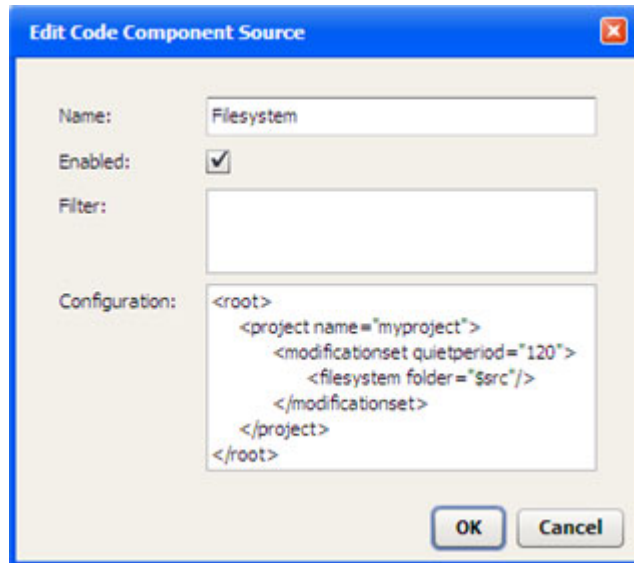 Edit Code Component Source
Name: Filesystem
Enabled:
Filter:
Configuration: <root>
<project name="myproject">
<modificationset quietperiod="120">
<filesystem folder="$src"/>
</modificationset>
</project>
</root>
OK Cancel